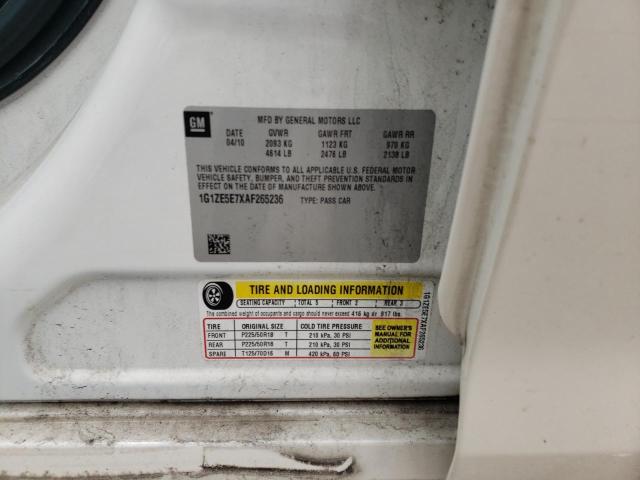 GM
MFD BY GENERAL MOTORS LLC
DATE GVWR GAWR FRT GAWR RR
04/10 2093 KG 1123 KG 970 KG
4614 LB 2476 LB 2138 LB
THIS VEHICLE CONFORMS TO ALL APPLICABLE U.S. FEDERAL MOTOR
VEHICLE SAFETY, BUMPER, AND THEFT PREVENTION STANDARDS IN
EFFECT ON THE DATE OF MANUFACTURE SHOWN ABOVE.
1G1ZE5E7XAF265236 TYPE: PASS CAR
TIRE AND LOADING INFORMATION
SEATING CAPACITY TOTAL 5 FRONT 2 REAR 3
The combined weight of occupants and cargo should never exceed 416 kg or 917 lbs.
TIRE ORIGINAL SIZE COLD TIRE PRESSURE
FRONT P225/50R18 T 210 kPa, 30 PSI
REAR P225/50R18 T 210 kPa, 30 PSI
SPARE T125/70D16 M 420 kPa, 60 PSI
SEE OWNER'S
MANUAL FOR
ADDITIONAL
INFORMATION
1G1ZE5E7XAF265236